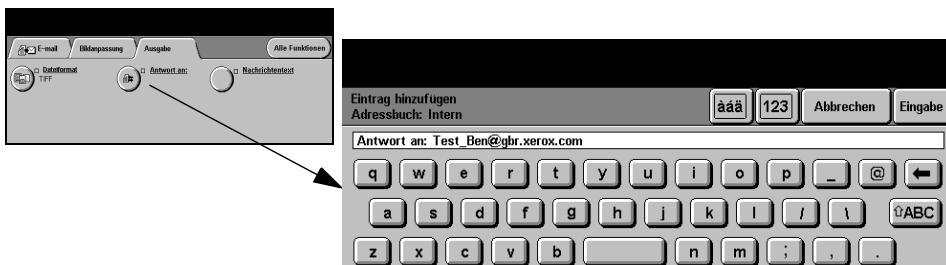 E-mail Bildanpassung Ausgabe Alle Funktionen
Dateiformat Antwort an: Nachrichtentext
TIFF
Eintrag hinzufügen
Adressbuch: Intern
àáä 123 Abbrechen Eingabe
Antwort an: Test_Ben@gbr.xerox.com
q w e r t y u i o p _ @ ←
a s d f g h j k l / \ ⇧ABC
z x c v b n m ; , .